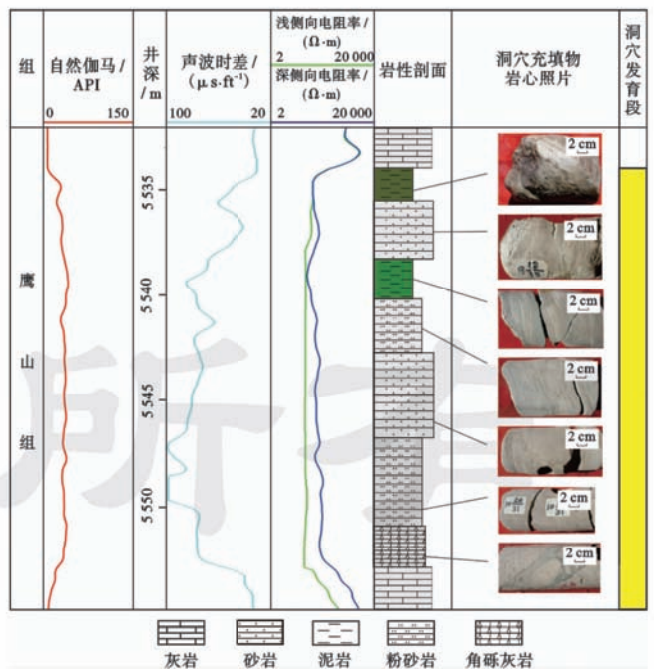 组
自然伽马/
API
0 150
井深/m
声波时差/
(μs·ft⁻¹)
100 20
浅侧向电阻率/
(Ω·m)
2 20 000
深侧向电阻率/
(Ω·m)
2 20 000
岩性剖面
洞穴充填物
岩心照片
洞穴发育段
鹰山组
5 535
5 540
5 545
5 550
2 cm
2 cm
2 cm
2 cm
2 cm
2 cm
2 cm
所有
灰岩 砂岩 泥岩 粉砂岩 角砾灰岩